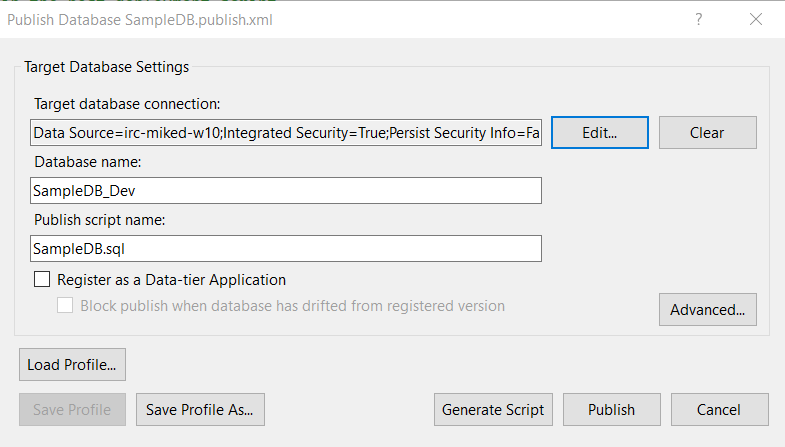 Publish Database SampleDB.publish.xml
?
Target Database Settings
Target database connection:
Data Source=irc-miked-w10;Integrated Security=True;Persist Security Info=Fa
Edit...
Clear
Database name:
SampleDB_Dev
Publish script name:
SampleDB.sql
Register as a Data-tier Application
Block publish when database has drifted from registered version
Advanced...
Load Profile...
Save Profile
Save Profile As...
Generate Script
Publish
Cancel